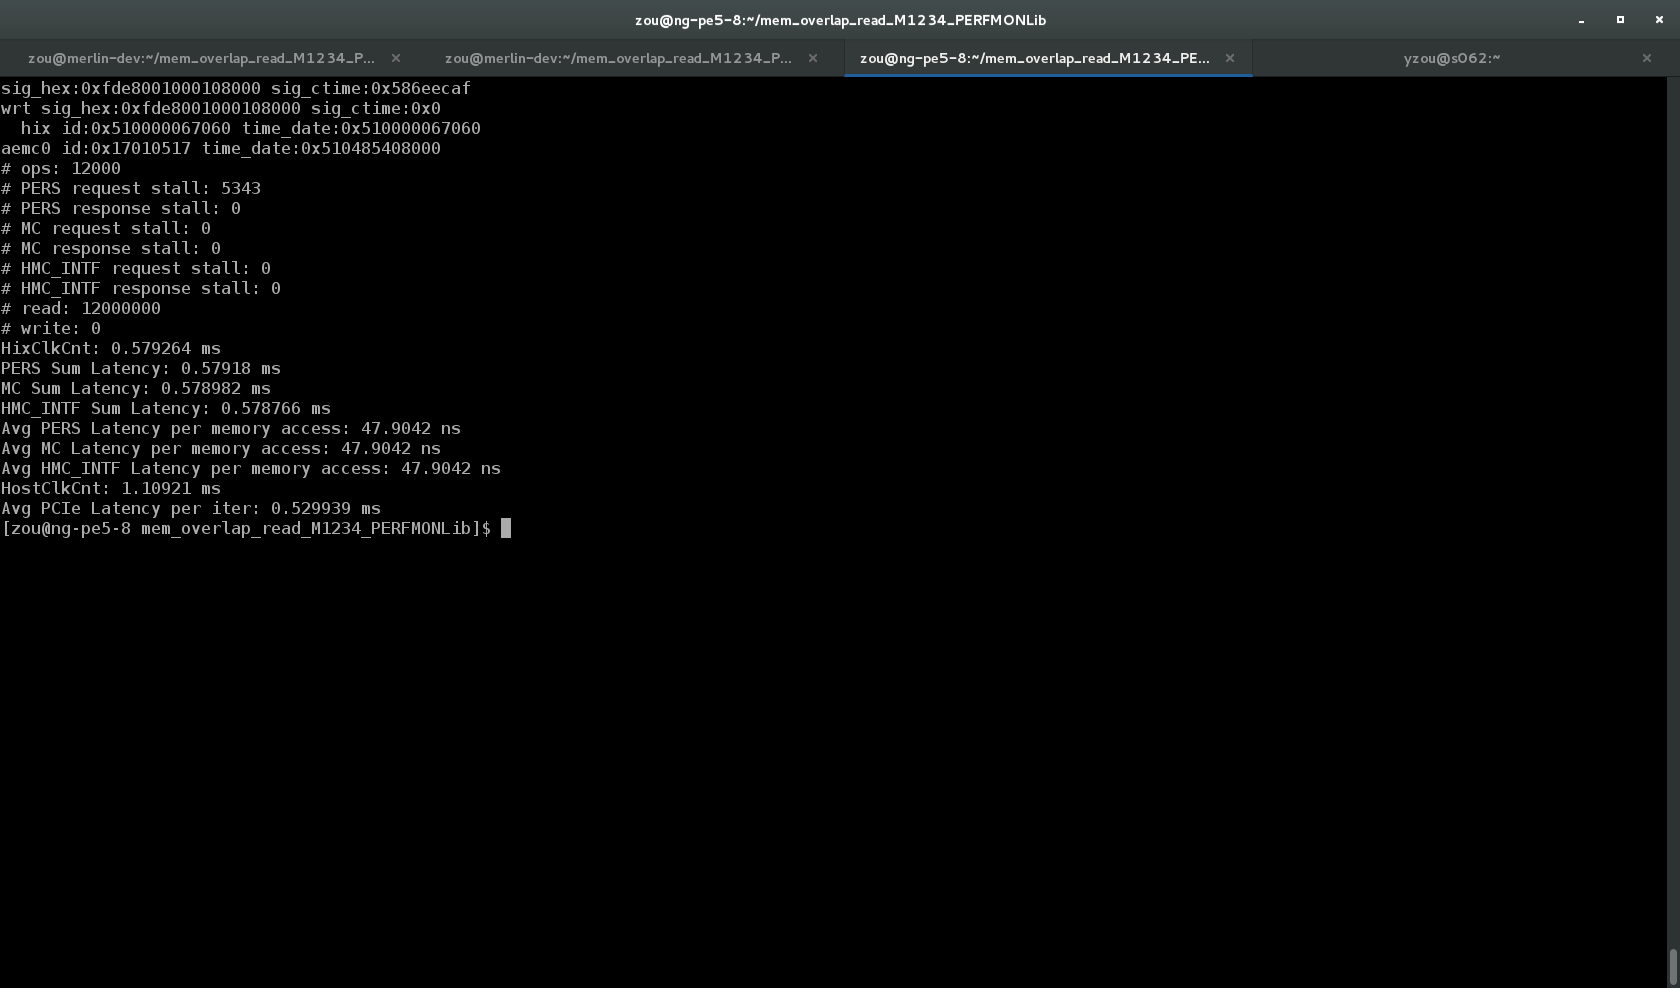 zou@ng-pe5-8:~/mem_overlap_read_M1234_PERFMONLib
zou@merlin-dev:~/mem_overlap_read_M1234_P... zou@merlin-dev:~/mem_overlap_read_M1234_P... zou@ng-pe5-8:~/mem_overlap_read_M1234_PE... yzou@s062:~
sig_hex:0xfde8001000108000 sig_ctime:0x586eecaf
wrt sig_hex:0xfde8001000108000 sig_ctime:0x0
  hix id:0x510000067060 time_date:0x510000067060
aemc0 id:0x17010517 time_date:0x510485408000
# ops: 12000
# PERS request stall: 5343
# PERS response stall: 0
# MC request stall: 0
# MC response stall: 0
# HMC_INTF request stall: 0
# HMC_INTF response stall: 0
# read: 12000000
# write: 0
HixClkCnt: 0.579264 ms
PERS Sum Latency: 0.57918 ms
MC Sum Latency: 0.578982 ms
HMC_INTF Sum Latency: 0.578766 ms
Avg PERS Latency per memory access: 47.9042 ns
Avg MC Latency per memory access: 47.9042 ns
Avg HMC_INTF Latency per memory access: 47.9042 ns
HostClkCnt: 1.10921 ms
Avg PCIe Latency per iter: 0.529939 ms
[zou@ng-pe5-8 mem_overlap_read_M1234_PERFMONLib]$